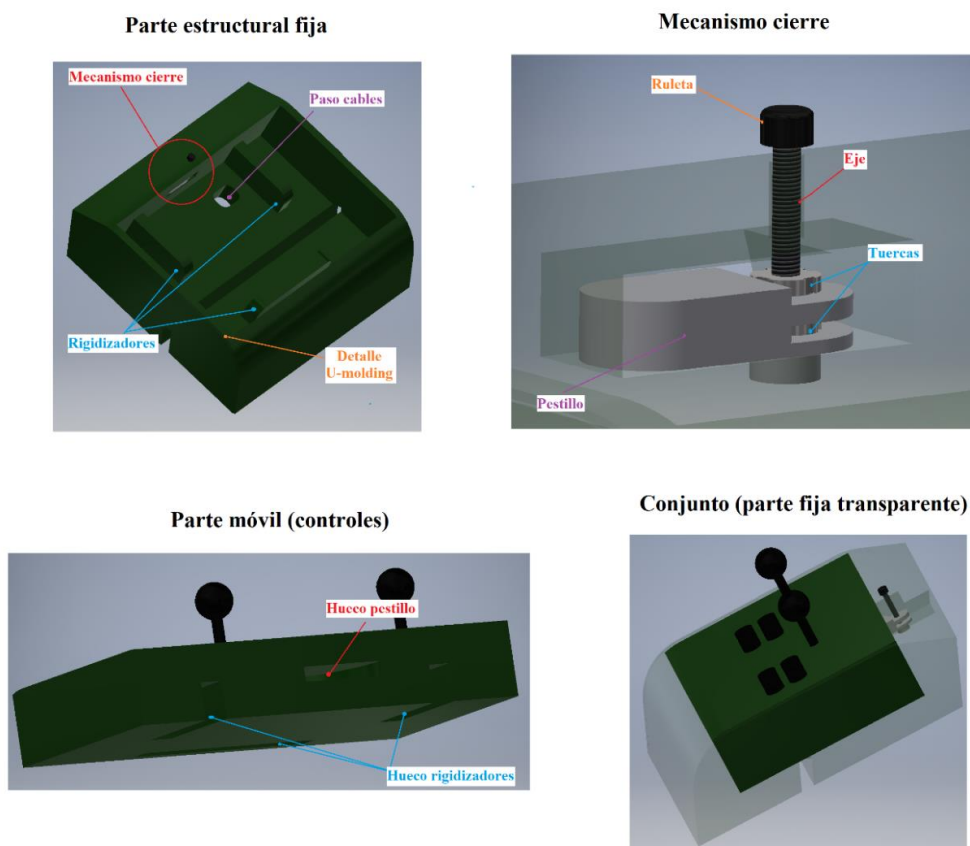 Parte estructural fija
Mecanismo cierre
Paso cables
Rigidizadores
Detalle
U-molding
Mecanismo cierre
Ruleta
Eje
Tuercas
Pestillo
Parte móvil (controles)
Hueco pestillo
Hueco rigidizadores
Conjunto (parte fija transparente)